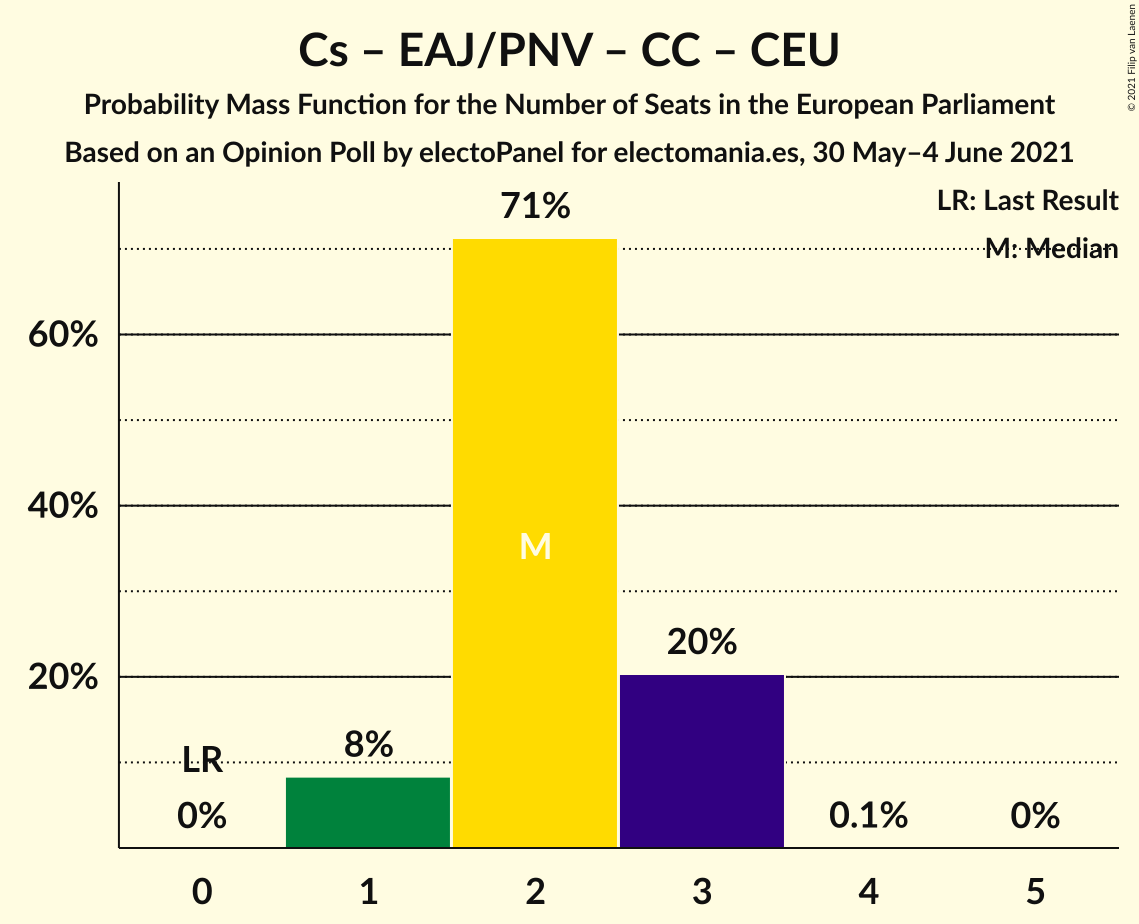 Cs – EAJ/PNV – CC – CEU
Probability Mass Function for the Number of Seats in the European Parliament
Based on an Opinion Poll by electoPanel for electomania.es, 30 May–4 June 2021
© 2021 Filip van Laenen
LR: Last Result
M: Median
71%
60%
40%
M
20%
20%
8%
LR
0%
0.1%
0%
0 1 2 3 4 5